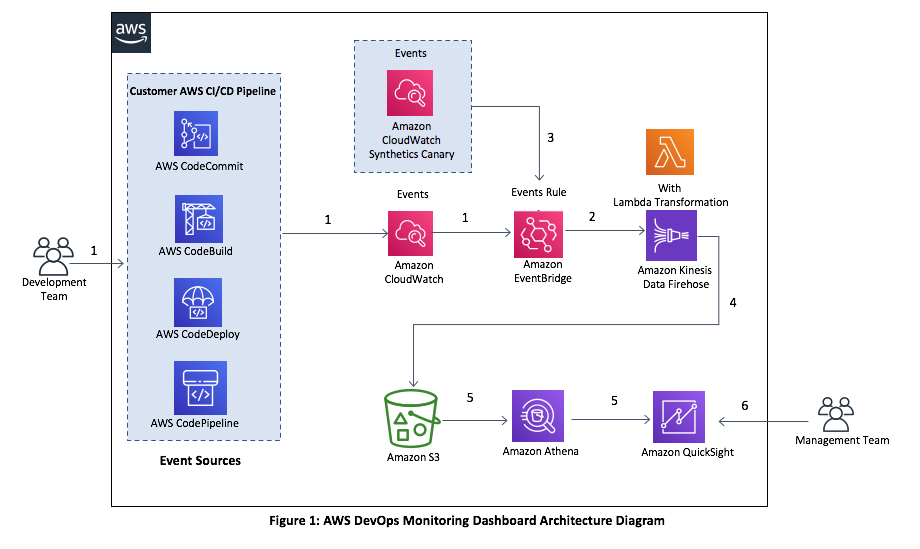 aws
Events
Customer AWS CI/CD Pipeline
Amazon
CloudWatch
Synthetics Canary
3
AWS CodeCommit
With
Lambda Transformation
Events
Events Rule
1
1
2
AWS CodeBuild
1
Amazon
CloudWatch
Amazon
EventBridge
Amazon Kinesis
Data Firehose
Development
Team
4
AWS CodeDeploy
5
5
6
AWS CodePipeline
Amazon S3
Amazon Athena
Amazon QuickSight
Management Team
Event Sources
Figure 1: AWS DevOps Monitoring Dashboard Architecture Diagram